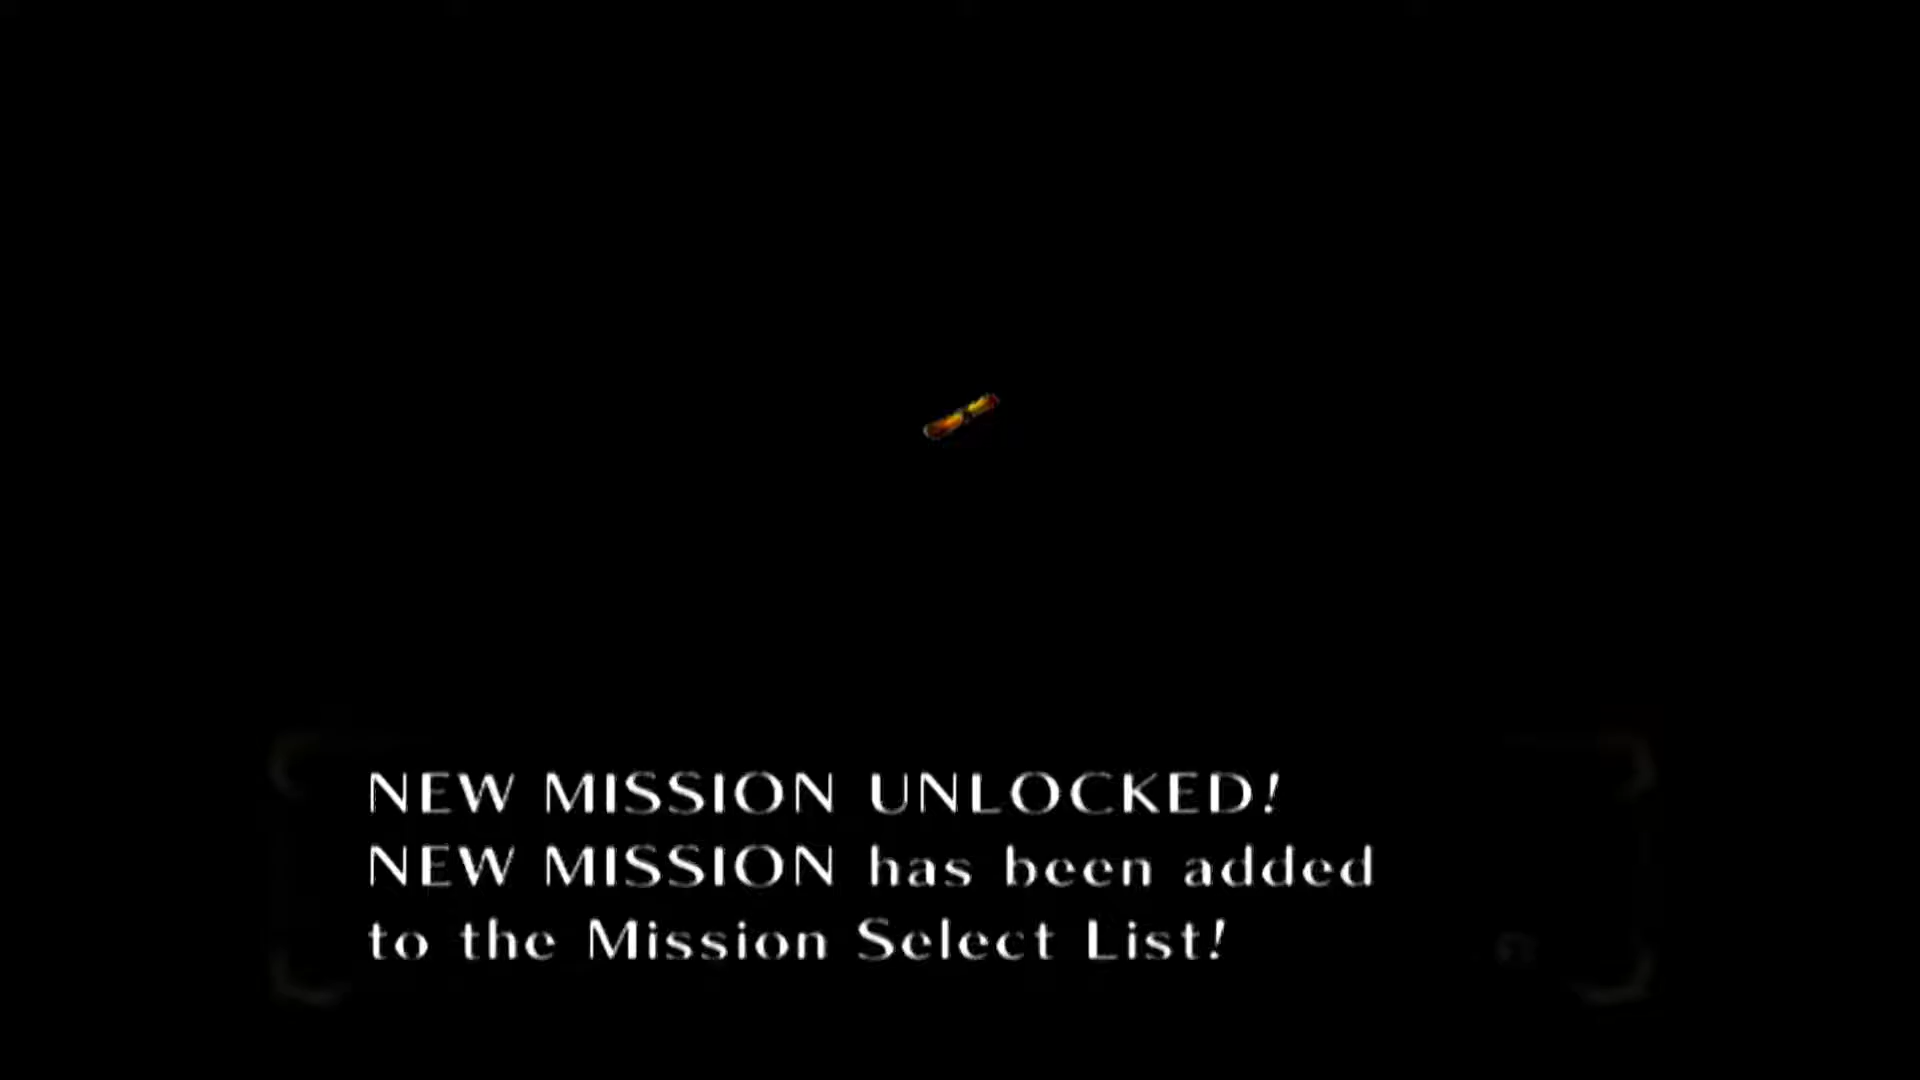 NEW MISSION UNLOCKED!
NEW MISSION has been added
to the Mission Select List!